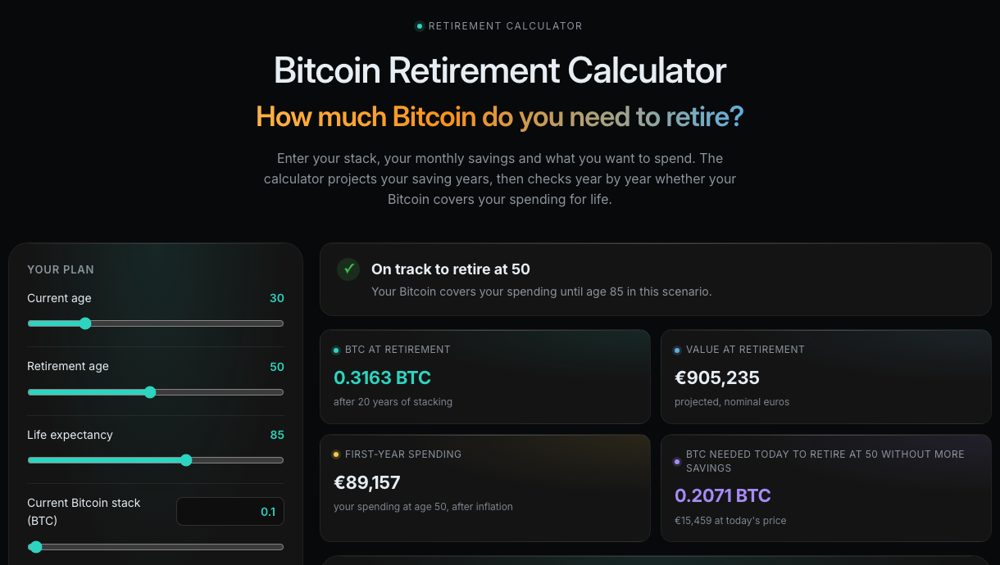 RETIREMENT CALCULATOR
Bitcoin Retirement Calculator
How much Bitcoin do you need to retire?
Enter your stack, your monthly savings and what you want to spend. The
calculator projects your saving years, then checks year by year whether your
Bitcoin covers your spending for life.
YOUR PLAN
Current age 30
Retirement age 50
Life expectancy 85
Current Bitcoin stack
(BTC) 0.1
On track to retire at 50
Your Bitcoin covers your spending until age 85 in this scenario.
BTC AT RETIREMENT
0.3163 BTC
after 20 years of stacking
VALUE AT RETIREMENT
€905,235
projected, nominal euros
FIRST-YEAR SPENDING
€89,157
your spending at age 50, after inflation
BTC NEEDED TODAY TO RETIRE AT 50 WITHOUT MORE
SAVINGS
0.2071 BTC
€15,459 at today's price